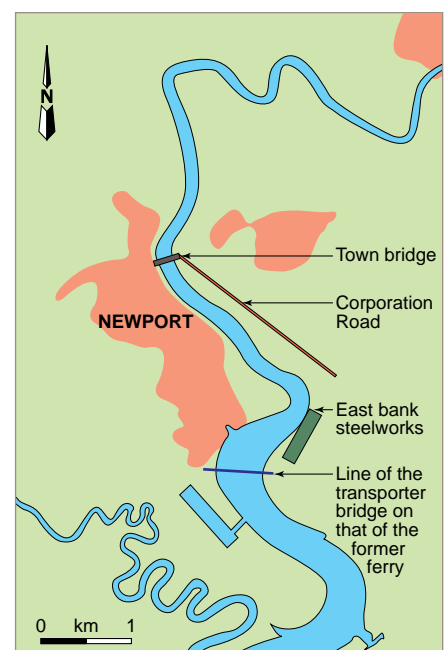 N
Town bridge
Corporation
Road
NEWPORT
East bank
steelworks
Line of the
transporter
bridge on
that of the
former
ferry
0 km 1